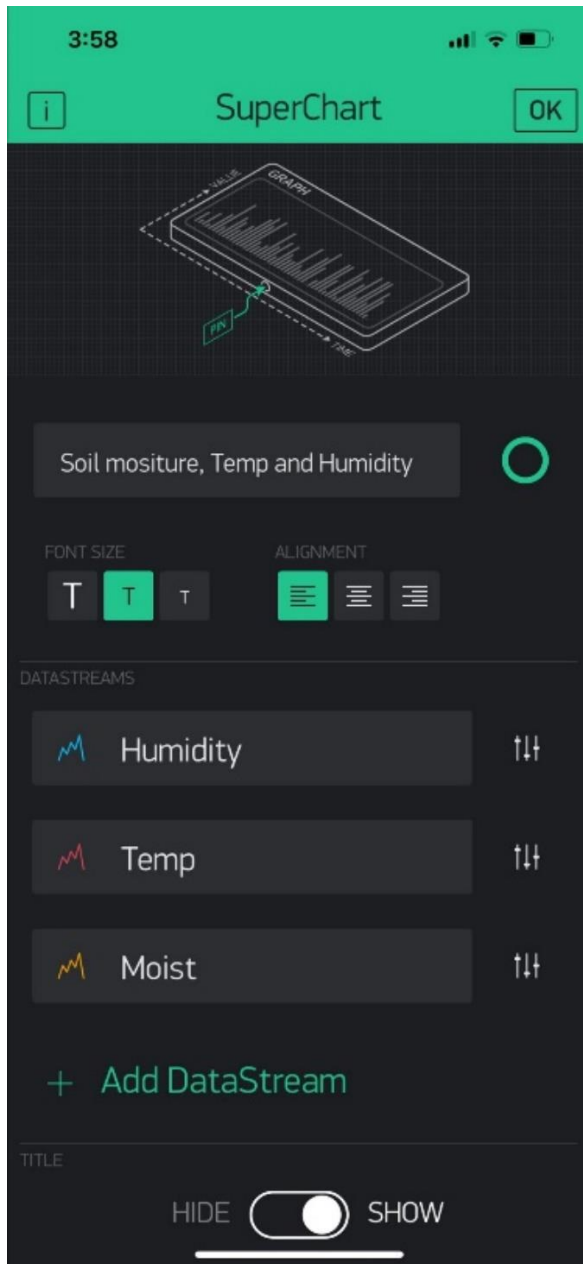 3:58
i
SuperChart
OK
VALUE
GRAPH
PIN
TIME
Soil mositure, Temp and Humidity
FONT SIZE
ALIGNMENT
T
T
T
DATASTREAMS
Humidity
Temp
Moist
+ Add DataStream
TITLE
HIDE
SHOW